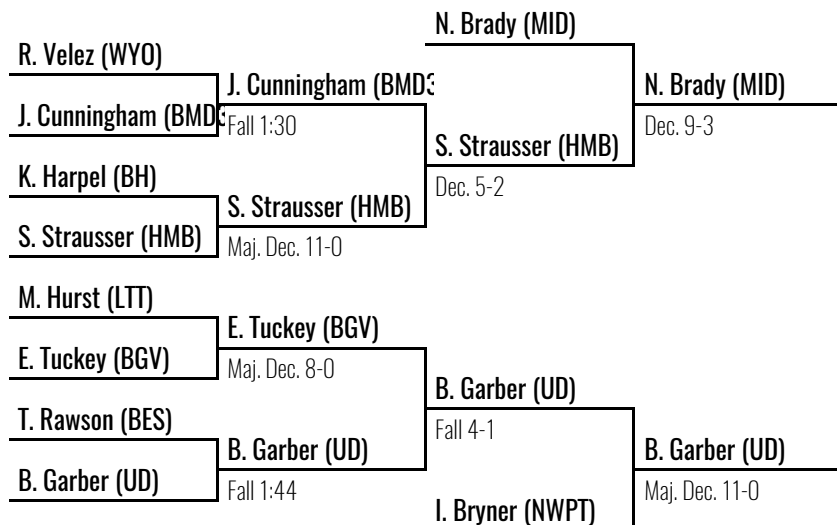 N. Brady (MID)
R. Velez (WYO)
J. Cunningham (BMD3
N. Brady (MID)
J. Cunningham (BMD3
Fall 1:30
Dec. 9-3
S. Strausser (HMB)
K. Harpel (BH)
Dec. 5-2
S. Strausser (HMB)
S. Strausser (HMB)
Maj. Dec. 11-0
M. Hurst (LTT)
E. Tuckey (BGV)
E. Tuckey (BGV)
Maj. Dec. 8-0
B. Garber (UD)
T. Rawson (BES)
Fall 4-1
B. Garber (UD)
B. Garber (UD)
B. Garber (UD)
Fall 1:44
Maj. Dec. 11-0
I. Bryner (NWPT)